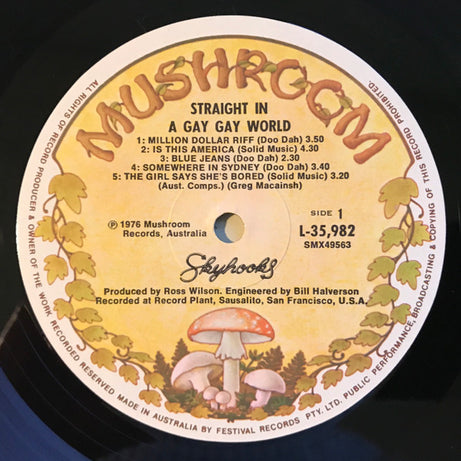 MUSHROOM
STRAIGHT IN
A GAY GAY WORLD
1: MILLION DOLLAR RIFF (Doo Dah) 3.50
2: IS THIS AMERICA (Solid Music) 4.30
3: BLUE JEANS (Doo Dah) 2.30
4: SOMEWHERE IN SYDNEY (Doo Dah) 3.40
5: THE GIRL SAYS SHE'S BORED (Solid Music) 3.20
(Aust. Comps.) (Greg Macainsh)
℗ 1976 Mushroom
Records, Australia
SIDE 1
L-35,982
SMX49563
Skyhooks
Produced by Ross Wilson. Engineered by Bill Halverson.
Recorded at Record Plant, Sausalito, San Francisco, U.S.A.
ALL RIGHTS OF RECORD PRODUCER & OWNER OF THE WORK RECORDED RESERVED MADE IN AUSTRALIA BY FESTIVAL RECORDS PTY. LTD. PUBLIC PERFORMANCE, BROADCASTING & COPYING OF THIS RECORD PROHIBITED.